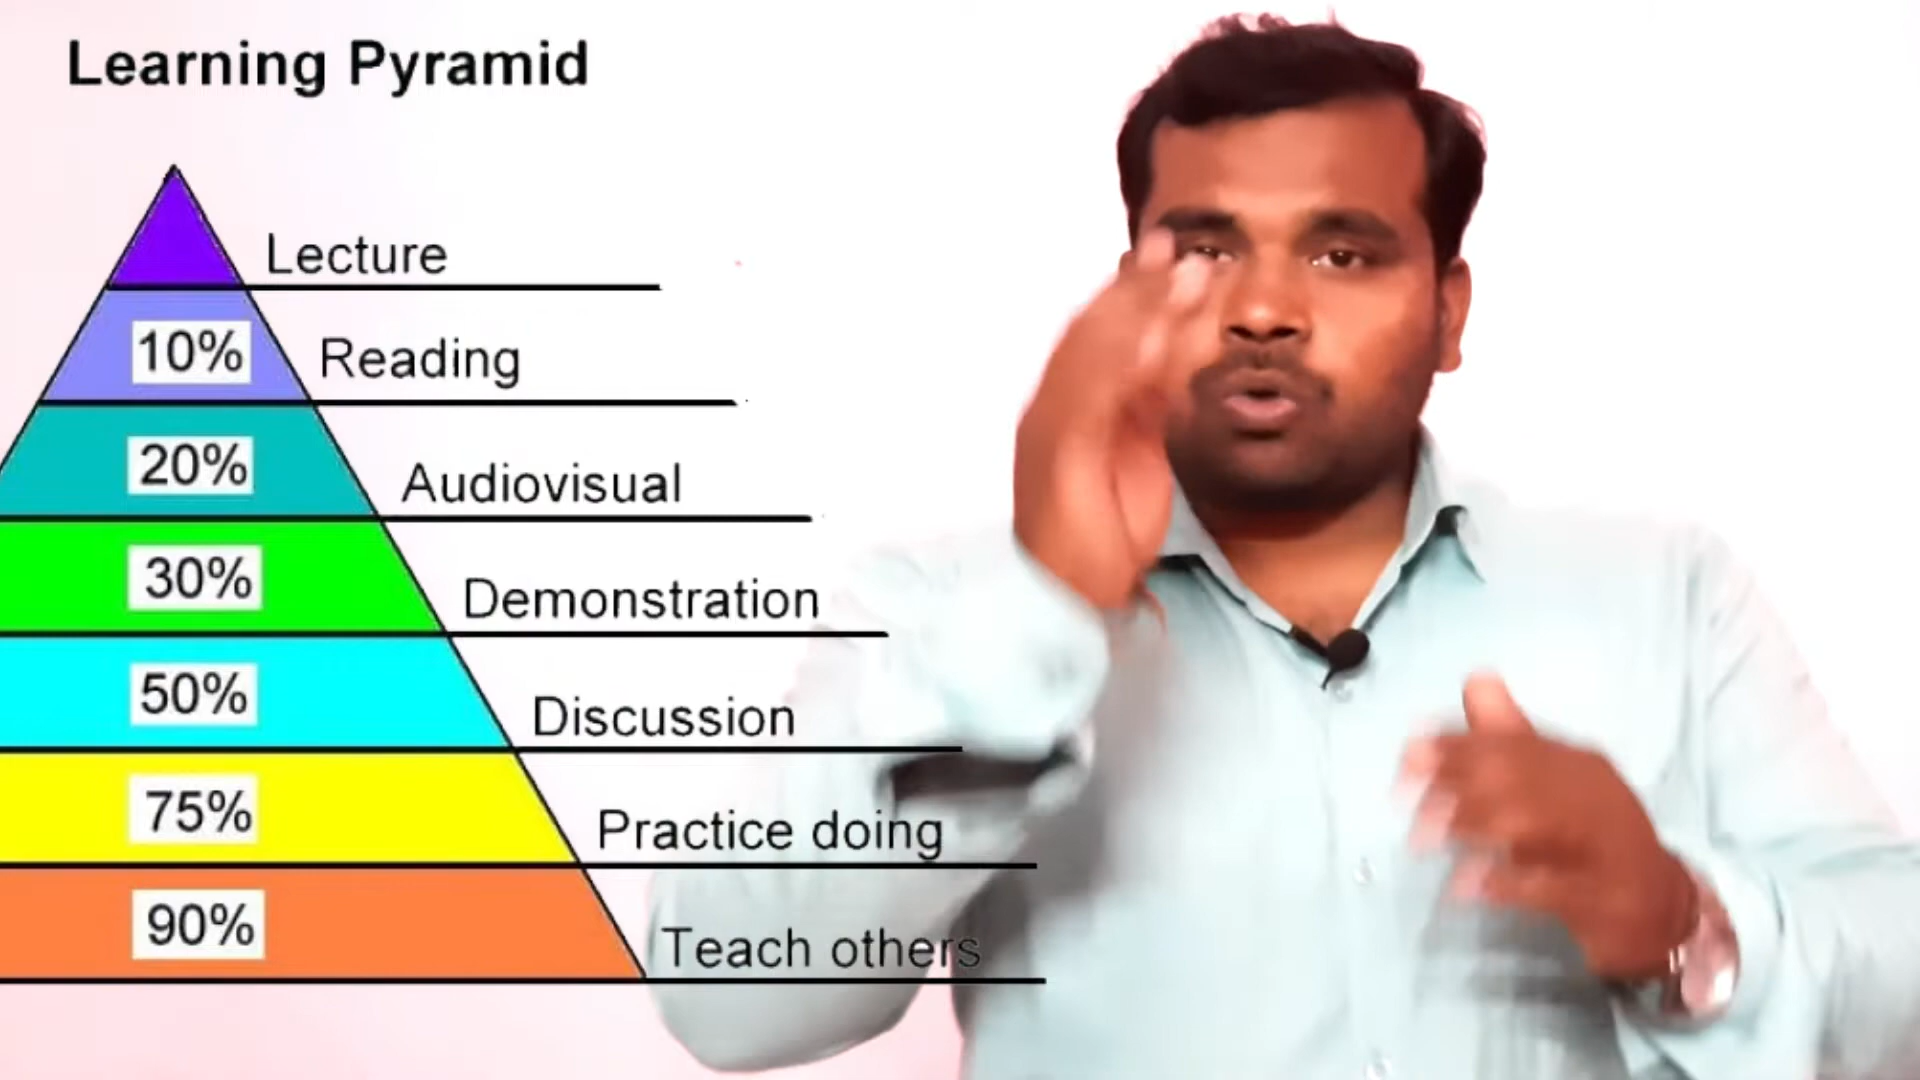 Learning Pyramid
Lecture
10% Reading
20% Audiovisual
30% Demonstration
50% Discussion
75% Practice doing
90% Teach others